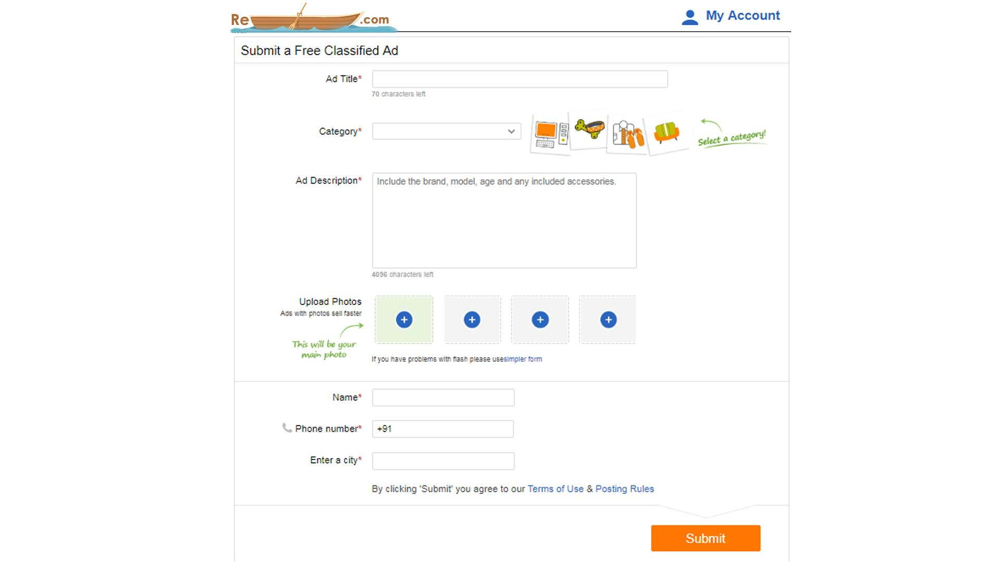 Re .com
My Account
Submit a Free Classified Ad
Ad Title*
70 characters left
Category*
Select a category!
Ad Description*
Include the brand, model, age and any included accessories.
4096 characters left
Upload Photos
Ads with photos sell faster
This will be your
main photo
If you have problems with flash please usesimpler form
Name*
Phone number*
+91
Enter a city*
By clicking 'Submit' you agree to our Terms of Use & Posting Rules
Submit